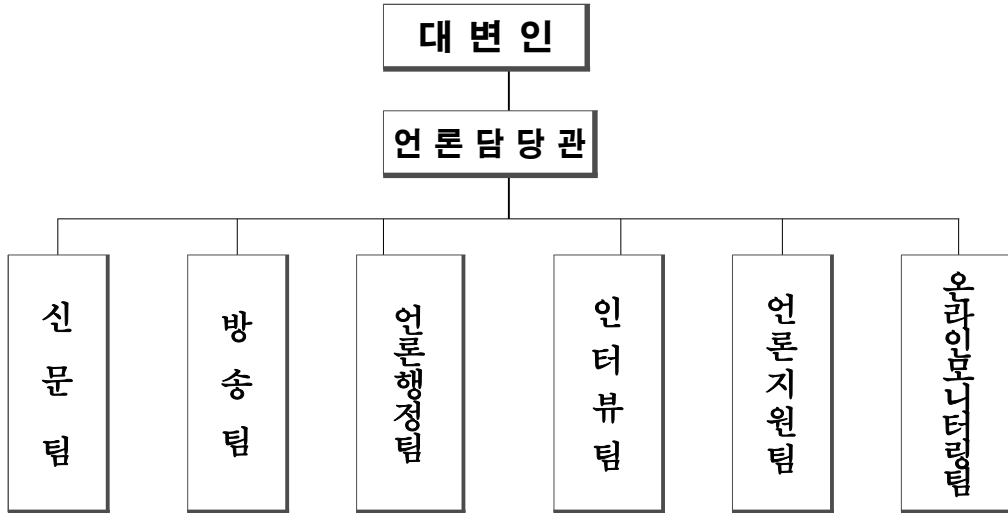 대 변 인
언 론 담 당 관
신 문 팀
방 송 팀
언론행정팀
인 터 뷰 팀
언론지원팀
온라인모니터링팀